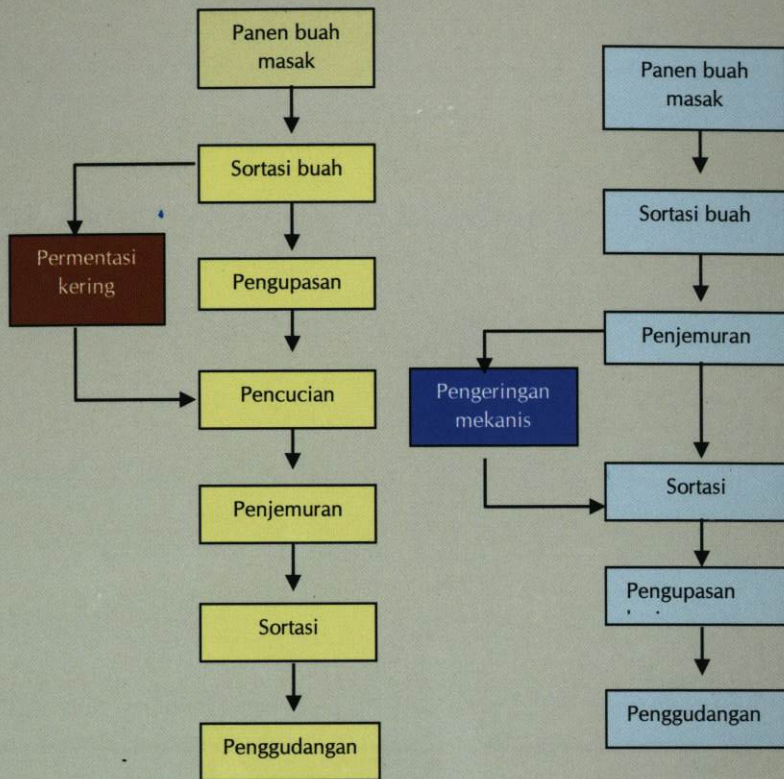 Panen buah
masak
Sortasi buah
Permentasi
kering
Pengupasan
Pencucian
Penjemuran
Sortasi
Penggudangan
Panen buah
masak
Sortasi buah
Penjemuran
Pengeringan
mekanis
Sortasi
Pengupasan
Penggudangan